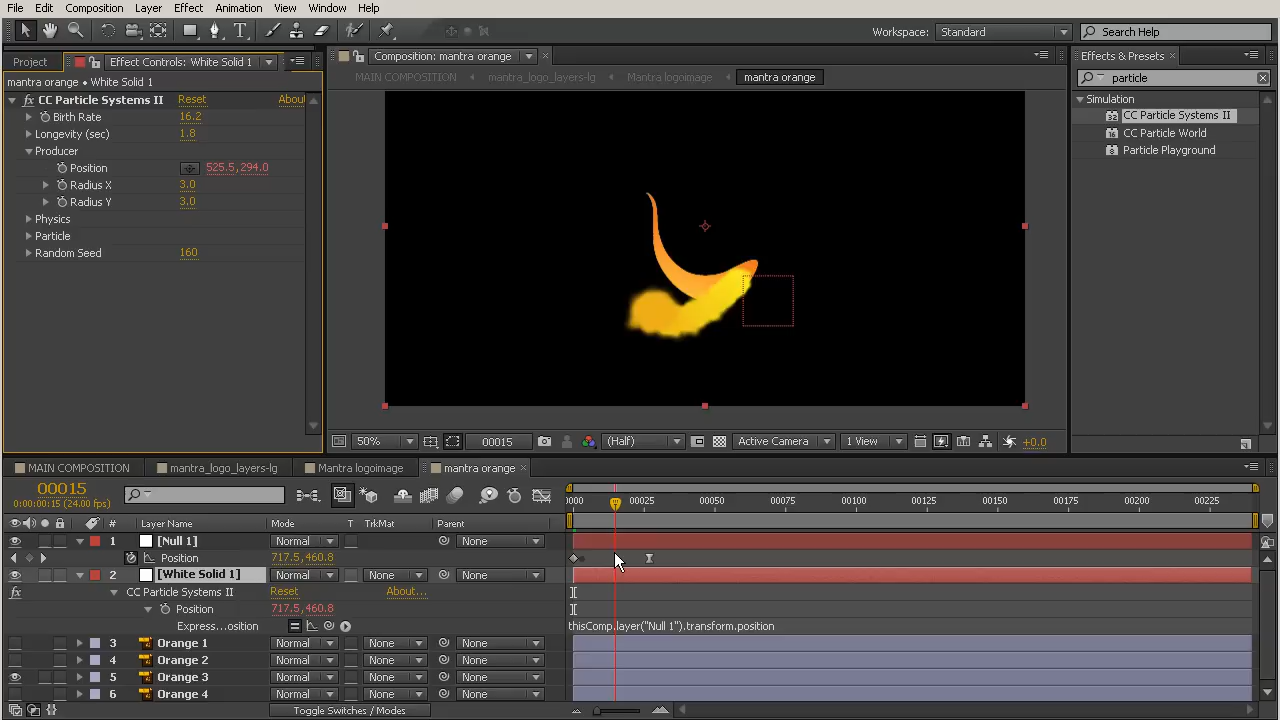 File Edit Composition Layer Effect Animation View Window Help
Workspace: Standard Search Help
Project Effect Controls: White Solid 1
Composition: mantra orange
Effects & Presets
mantra orange • White Solid 1
MAIN COMPOSITION mantra_logo_layers-lg Mantra logoimage mantra orange
particle
fx CC Particle Systems II Reset About
Birth Rate 16.2
Longevity (sec) 1.8
Producer
Position 525.5, 294.0
Radius X 3.0
Radius Y 3.0
Physics
Particle
Random Seed 160
Simulation
CC Particle Systems II
CC Particle World
Particle Playground
50% 00015 (Half) Active Camera 1 View +0.0
MAIN COMPOSITION mantra_logo_layers-lg Mantra logoimage mantra orange
00015
0:00:00:15 (24.00 fps)
0000 00025 00050 00075 00100 00125 00150 00175 00200 00225
# Layer Name Mode T TrkMat Parent
1 [Null 1] Normal None
Position 717.5, 460.8
2 [White Solid 1] Normal None None
fx CC Particle Systems II Reset About...
Position 717.5, 460.8
Express...osition thisComp.layer("Null 1").transform.position
3 Orange 1 Normal None None
4 Orange 2 Normal None None
5 Orange 3 Normal None None
6 Orange 4 Normal None None
Toggle Switches / Modes